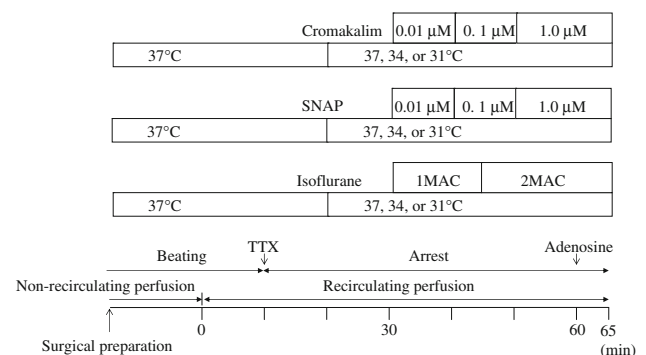 Cromakalim 0.01 µM 0. 1 µM 1.0 µM
37°C 37, 34, or 31°C
SNAP 0.01 µM 0. 1 µM 1.0 µM
37°C 37, 34, or 31°C
Isoflurane 1MAC 2MAC
37°C 37, 34, or 31°C
Beating TTX Arrest Adenosine
Non-recirculating perfusion Recirculating perfusion
0 30 60 65
Surgical preparation (min)